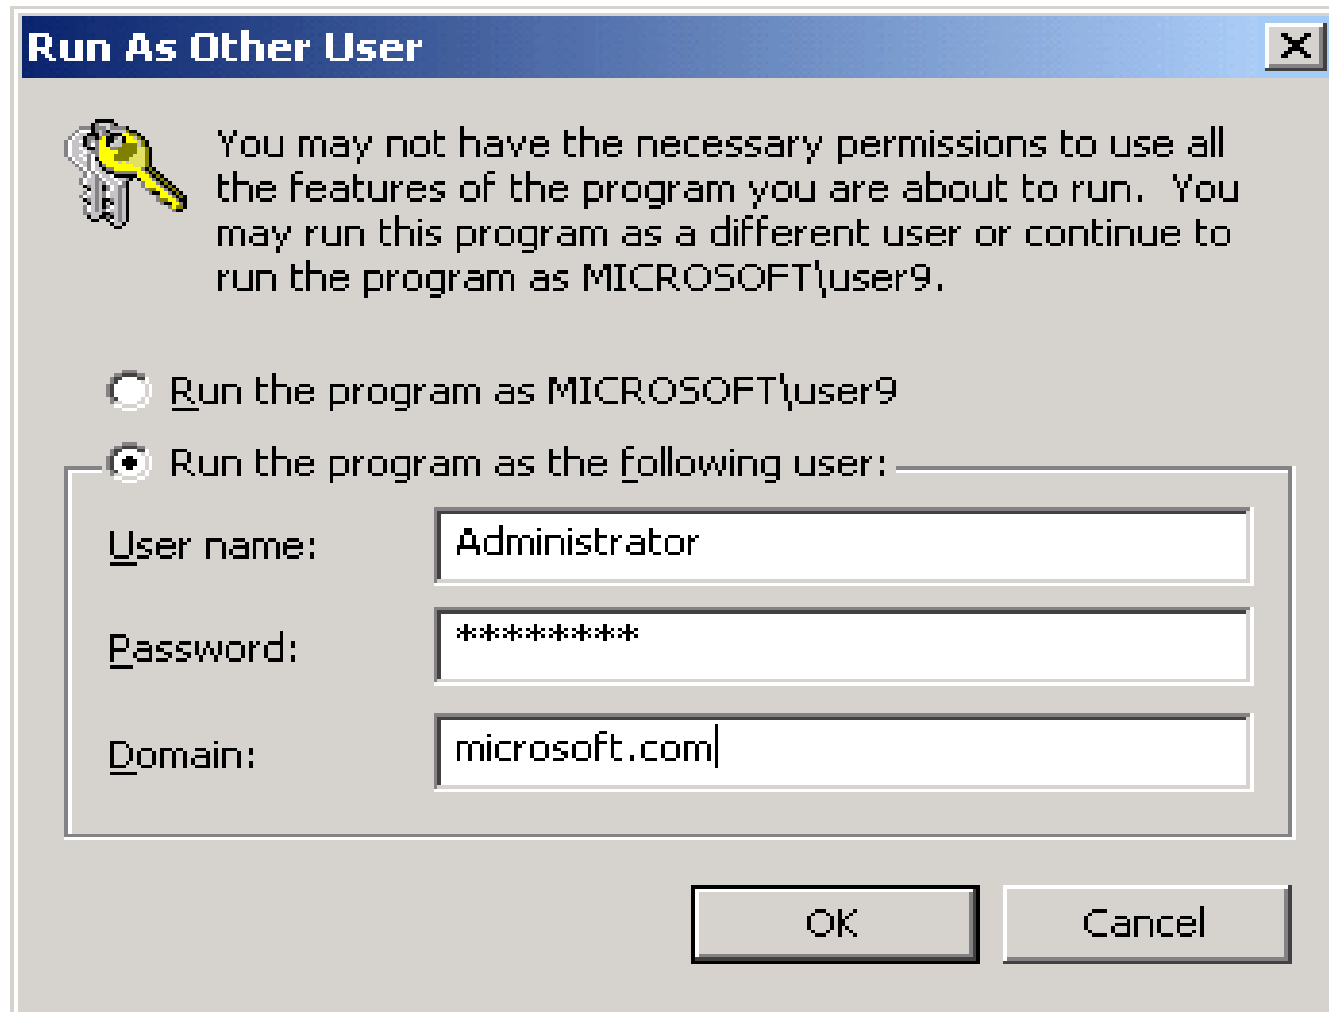 Run As Other User
You may not have the necessary permissions to use all
the features of the program you are about to run.  You
may run this program as a different user or continue to
run the program as MICROSOFT\user9.
Run the program as MICROSOFT\user9
Run the program as the following user:
User name: Administrator
Password: ********
Domain: microsoft.com
OK Cancel